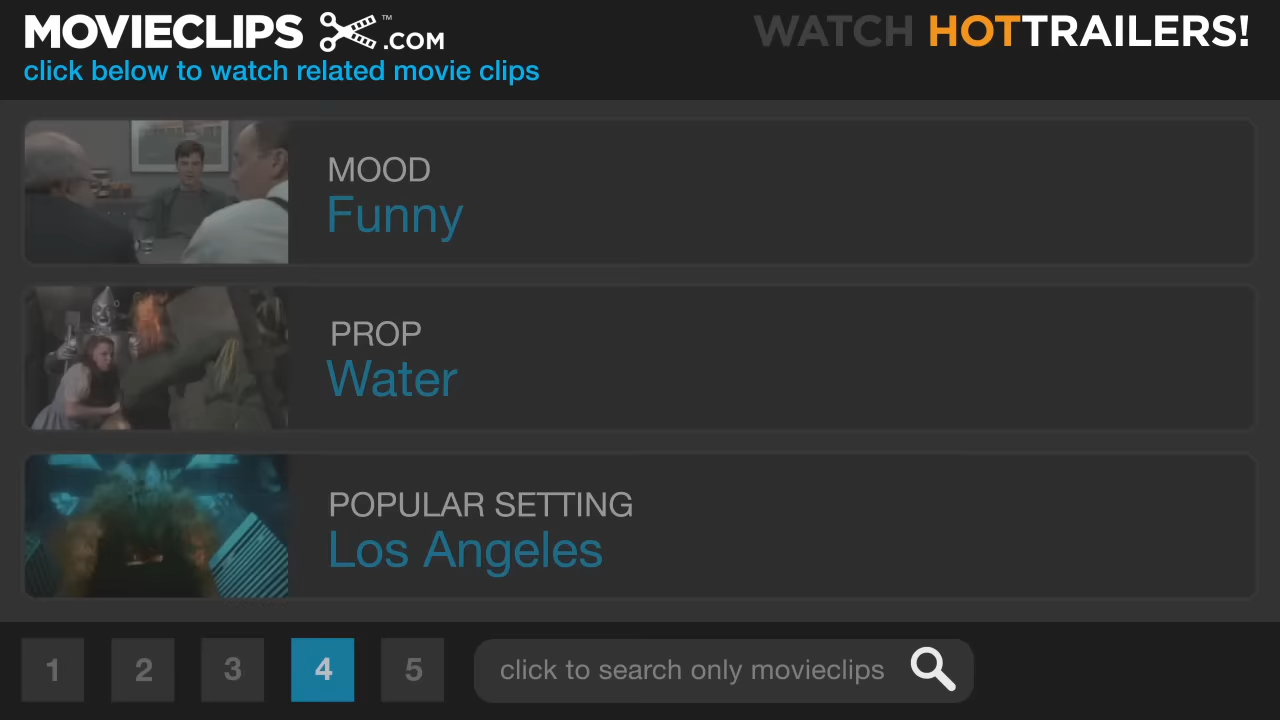 MOVIECLIPS ™ .COM
WATCH HOTTRAILERS!
click below to watch related movie clips
MOOD
Funny
PROP
Water
POPULAR SETTING
Los Angeles
1 2 3 4 5
click to search only movieclips